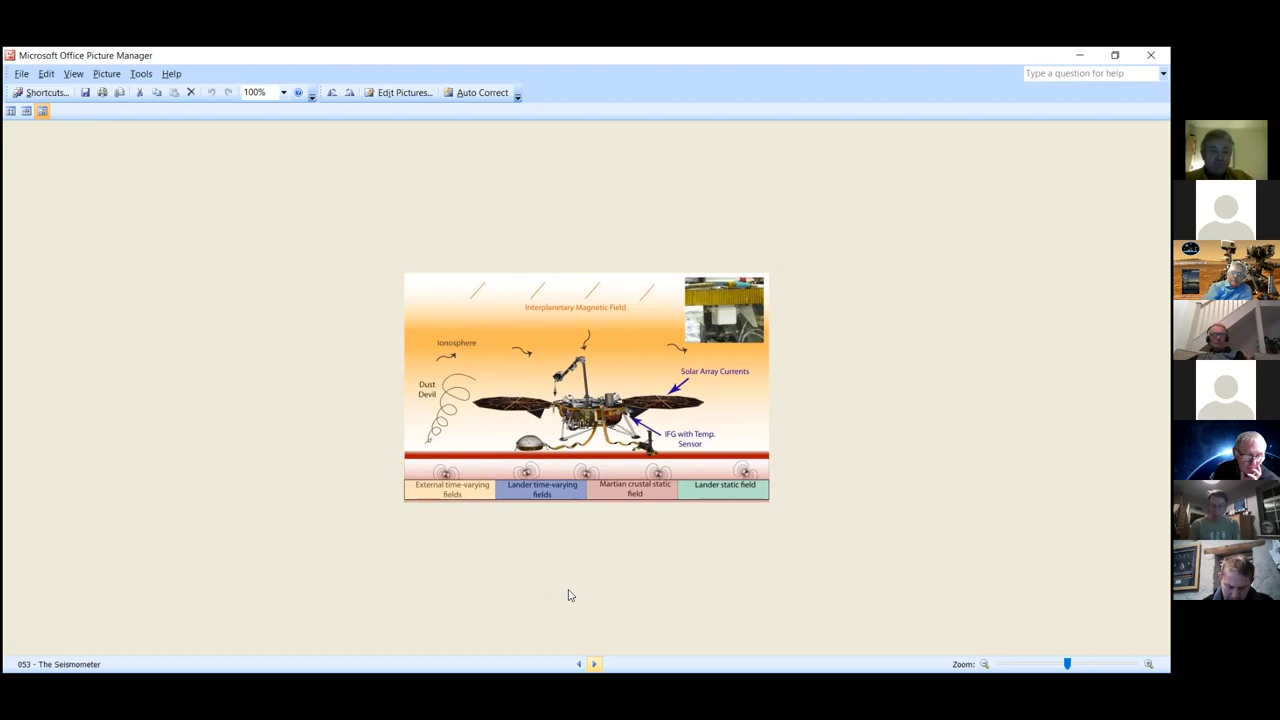 Microsoft Office Picture Manager
File Edit View Picture Tools Help
Type a question for help
Shortcuts... 100% Edit Pictures... Auto Correct
Interplanetary Magnetic Field
Ionosphere
Dust
Devil
Solar Array Currents
IFG with Temp.
Sensor
External time-varying
fields
Lander time-varying
fields
Martian crustal static
field
Lander static field
053 - The Seismometer
Zoom: